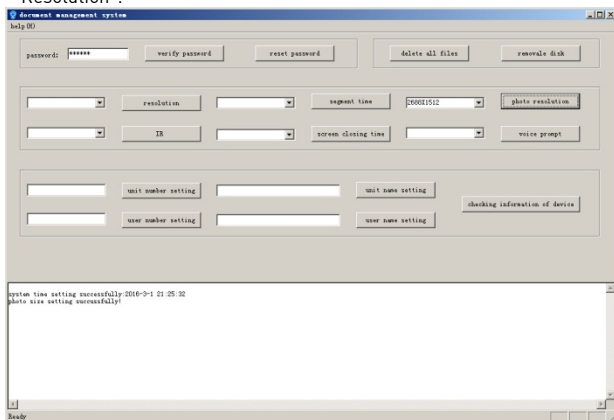 Resolution".
document management system
help(H)
password: ****** verify password reset password delete all files removale disk
resolution segment time 2688X1512 photo resolution
IR screen closing time voice prompt
unit number setting unit name setting
checking information of device
user number setting user name setting
system time setting successfully:2016-3-1 21:25:32
photo size setting successfully!
Ready